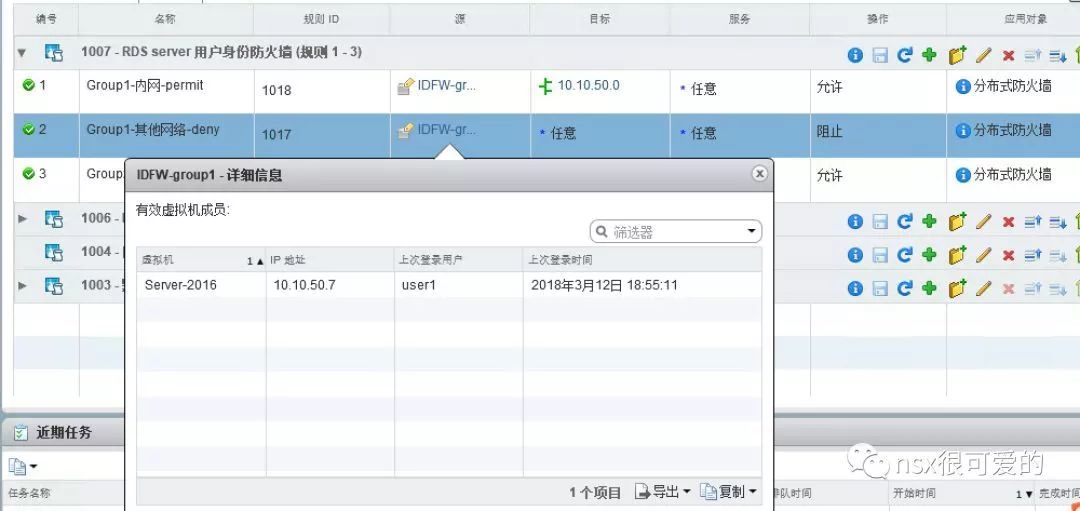 编号 名称 规则 ID 源 目标 服务 操作 应用对象
1007 - RDS server 用户身份防火墙 (规则 1 - 3)
1 Group1-内网-permit 1018 IDFW-gr... 10.10.50.0 * 任意 允许 分布式防火墙
2 Group1-其他网络-deny 1017 IDFW-gr... * 任意 * 任意 阻止 分布式防火墙
3 Group 允许 分布式防火墙
IDFW-group1 - 详细信息
有效虚拟机成员:
筛选器
1006 -
1004 -
1003 -
虚拟机 1 ▲ IP 地址 上次登录用户 上次登录时间
Server-2016 10.10.50.7 user1 2018年3月12日 18:55:11
1 个项目 导出 复制
近期任务
nsx很可爱的
任务名称 队时间 开始时间 1 ▼ 完成时间